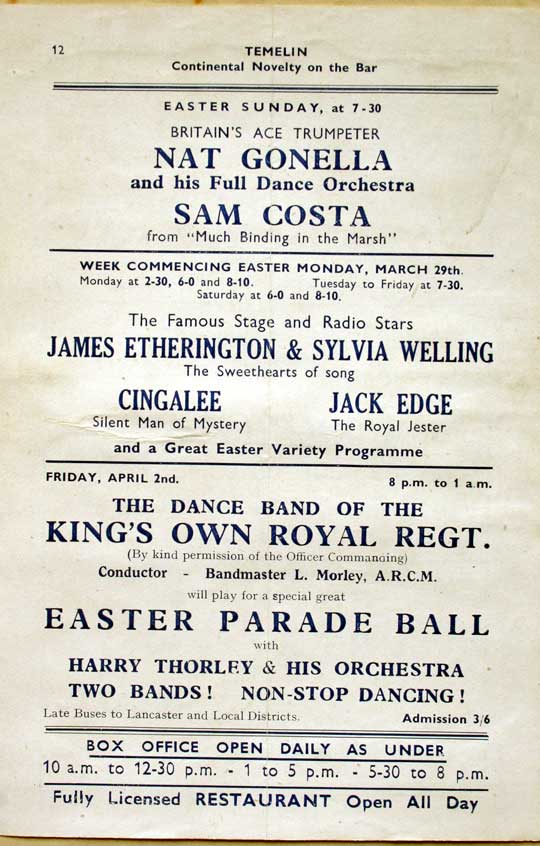 12
TEMELIN
Continental Novelty on the Bar
EASTER SUNDAY, at 7-30
BRITAIN'S ACE TRUMPETER
NAT GONELLA
and his Full Dance Orchestra
SAM COSTA
from "Much Binding in the Marsh"
WEEK COMMENCING EASTER MONDAY, MARCH 29th.
Monday at 2-30, 6-0 and 8-10. Tuesday to Friday at 7-30.
Saturday at 6-0 and 8-10.
The Famous Stage and Radio Stars
JAMES ETHERINGTON & SYLVIA WELLING
The Sweethearts of song
CINGALEE JACK EDGE
Silent Man of Mystery The Royal Jester
and a Great Easter Variety Programme
FRIDAY, APRIL 2nd. 8 p.m. to 1 a.m.
THE DANCE BAND OF THE
KING'S OWN ROYAL REGT.
(By kind permission of the Officer Commanding)
Conductor - Bandmaster L. Morley, A.R.C.M.
will play for a special great
EASTER PARADE BALL
with
HARRY THORLEY & HIS ORCHESTRA
TWO BANDS! NON-STOP DANCING!
Late Buses to Lancaster and Local Districts. Admission 3/6
BOX OFFICE OPEN DAILY AS UNDER
10 a.m. to 12-30 p.m. - 1 to 5 p.m. - 5-30 to 8 p.m.
Fully Licensed RESTAURANT Open All Day